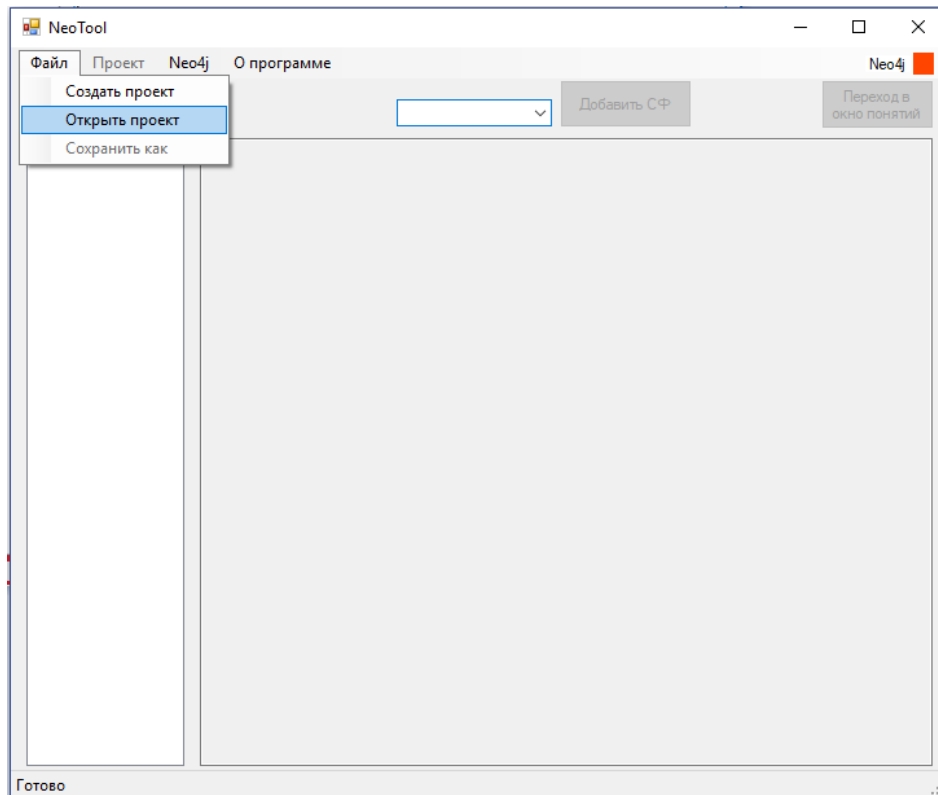 NeoTool
Файл Проект Neo4j О программе Neo4j
Создать проект
Открыть проект
Сохранить как
Добавить СФ
Переход в
окно понятий
Готово